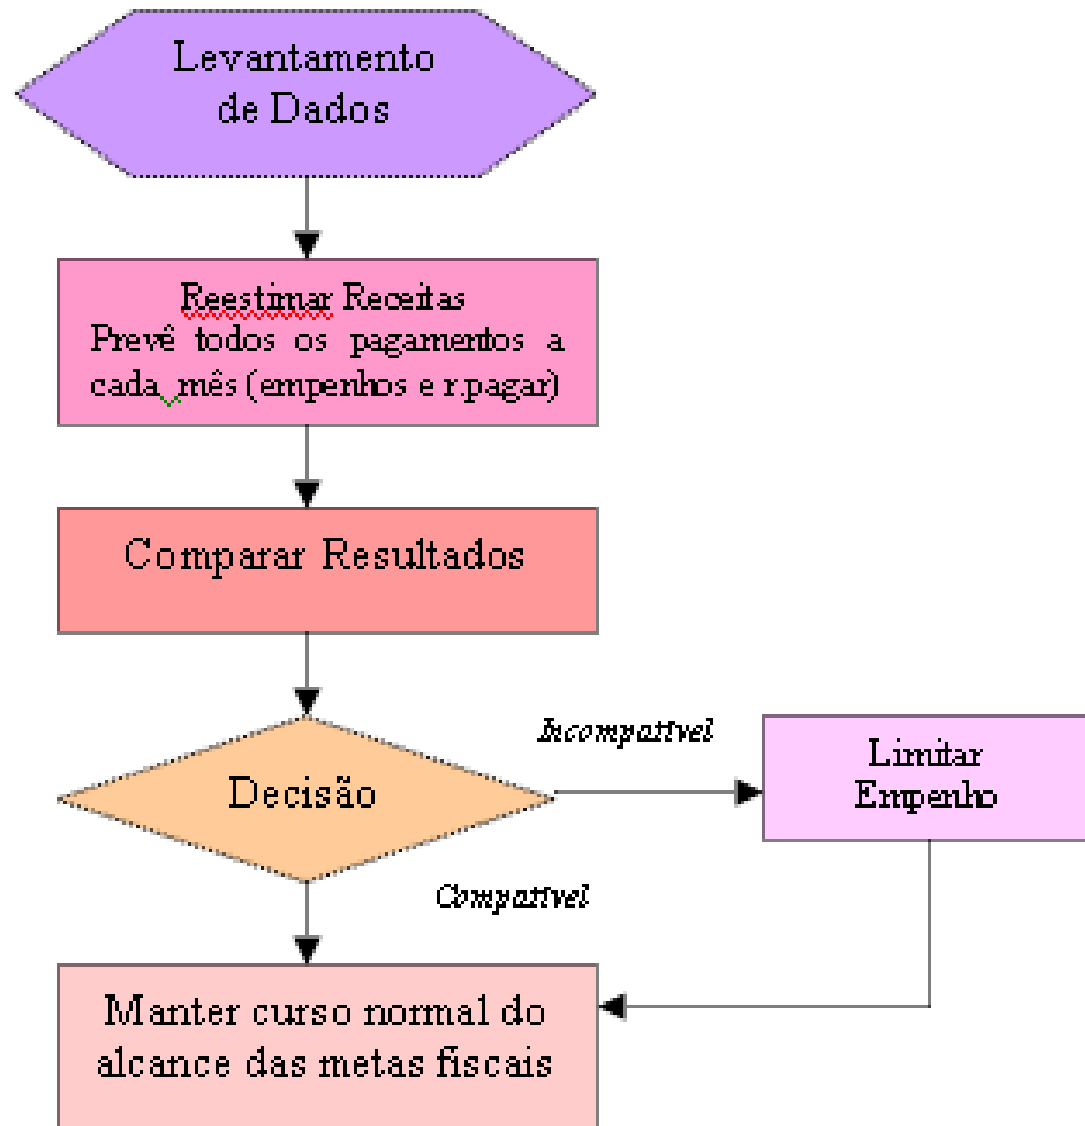 Levantamento
de Dados
Reestimar Receitas
Prevê todos os pagamentos a
cada mês (empenhos e r.pagar)
Comparar Resultados
Decisão
Incompatível
Limitar
Empenho
Compatível
Manter curso normal do
alcance das metas fiscais